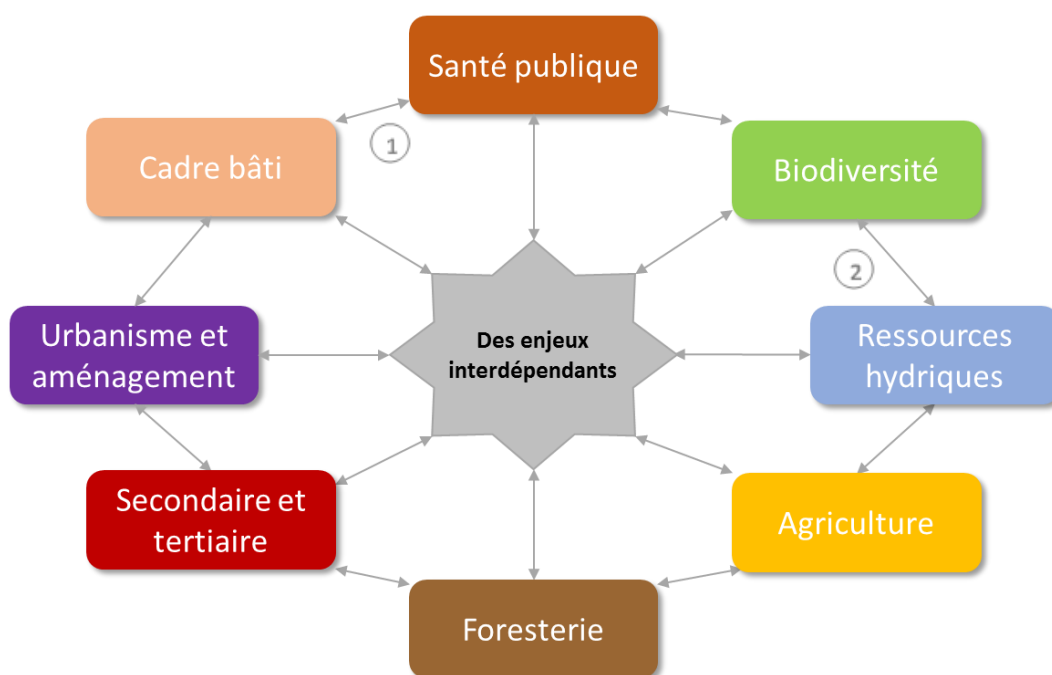 Santé publique
1
Cadre bâti
Biodiversité
2
Urbanisme et
aménagement
Des enjeux
interdépendants
Ressources
hydriques
Secondaire et
tertiaire
Agriculture
Foresterie